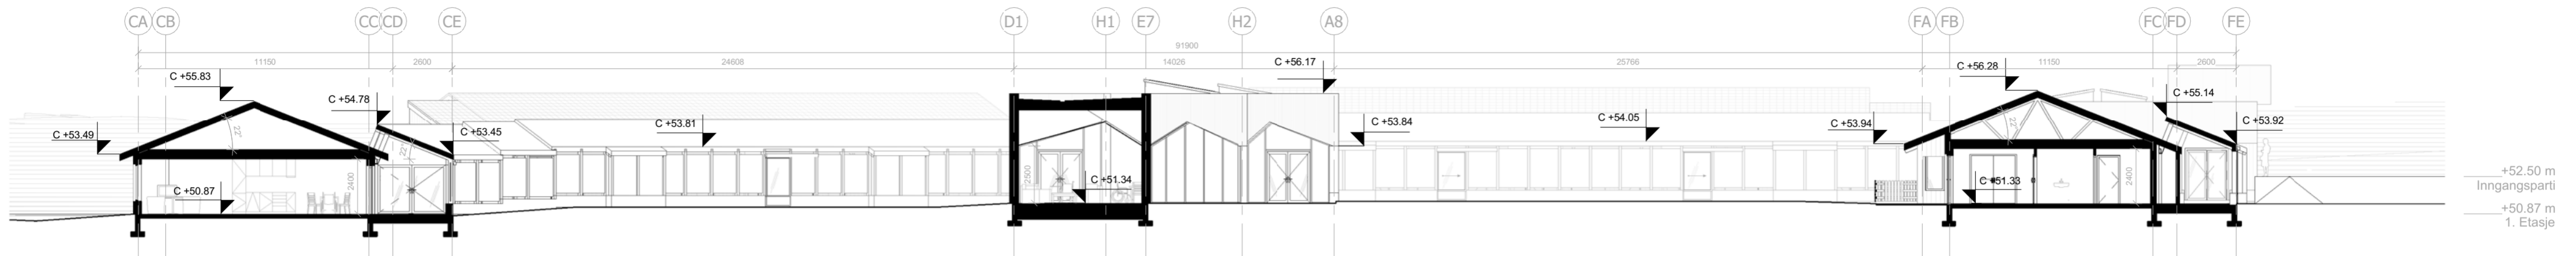 CA CB CC CD CE D1 H1 E7 H2 A8 FA FB FC FD FE
91900
11150 2600 24608 14026 25766 11150 2600
C +56.17
C +56.28
C +55.83
C +55.14
C +54.78
C +53.49
C +53.45
C +53.81
C +53.84
C +54.05
C +53.94
C +53.92
22°
22°
22°
2400
2500
2400
C +50.87
C +51.34
C +51.33
+52.50 m
Inngangsparti
+50.87 m
1. Etasje